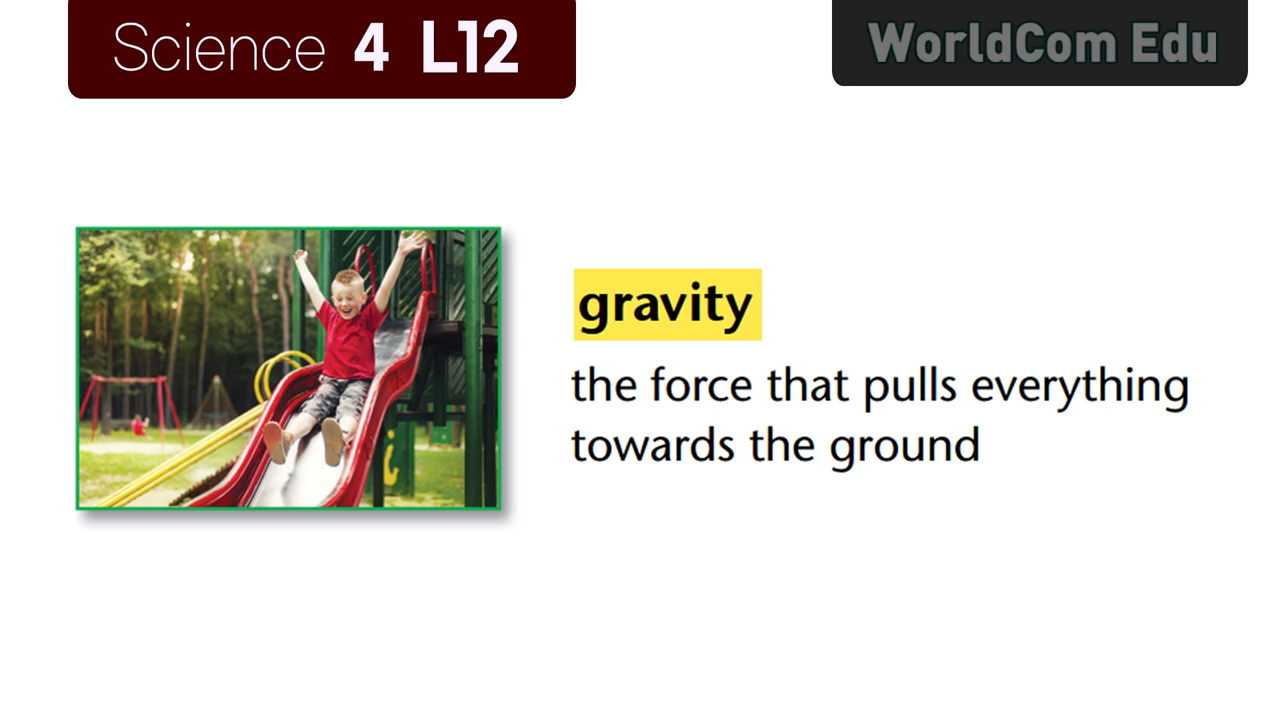 Science 4 L12
WorldCom Edu
gravity
the force that pulls everything
towards the ground